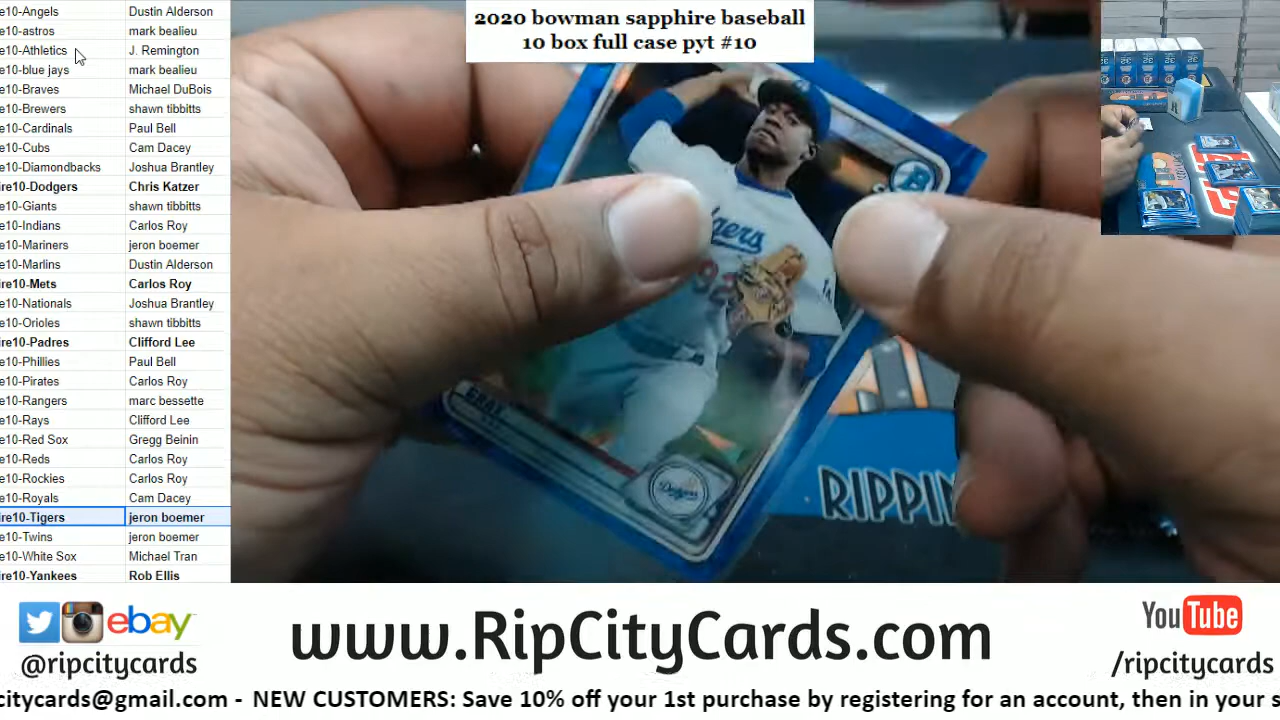 2020 bowman sapphire baseball
10 box full case pyt #10
e10-Angels Dustin Alderson
e10-astros mark bealieu
e10-Athletics J. Remington
e10-blue jays mark bealieu
e10-Braves Michael DuBois
e10-Brewers shawn tibbitts
e10-Cardinals Paul Bell
e10-Cubs Cam Dacey
e10-Diamondbacks Joshua Brantley
ire10-Dodgers Chris Katzer
e10-Giants shawn tibbitts
e10-Indians Carlos Roy
e10-Mariners jeron boemer
e10-Marlins Dustin Alderson
ire10-Mets Carlos Roy
e10-Nationals Joshua Brantley
e10-Orioles shawn tibbitts
ire10-Padres Clifford Lee
e10-Phillies Paul Bell
e10-Pirates Carlos Roy
e10-Rangers marc bessette
e10-Rays Clifford Lee
e10-Red Sox Gregg Beinin
e10-Reds Carlos Roy
e10-Rockies Carlos Roy
e10-Royals Cam Dacey
ire10-Tigers jeron boemer
e10-Twins jeron boemer
e10-White Sox Michael Tran
ire10-Yankees Rob Ellis
B
gers
92
GRAY
Dodgers
RIPPIN
ebay
@ripcitycards
www.RipCityCards.com
YouTube
/ripcitycards
citycards@gmail.com - NEW CUSTOMERS: Save 10% off your 1st purchase by registering for an account, then in your s